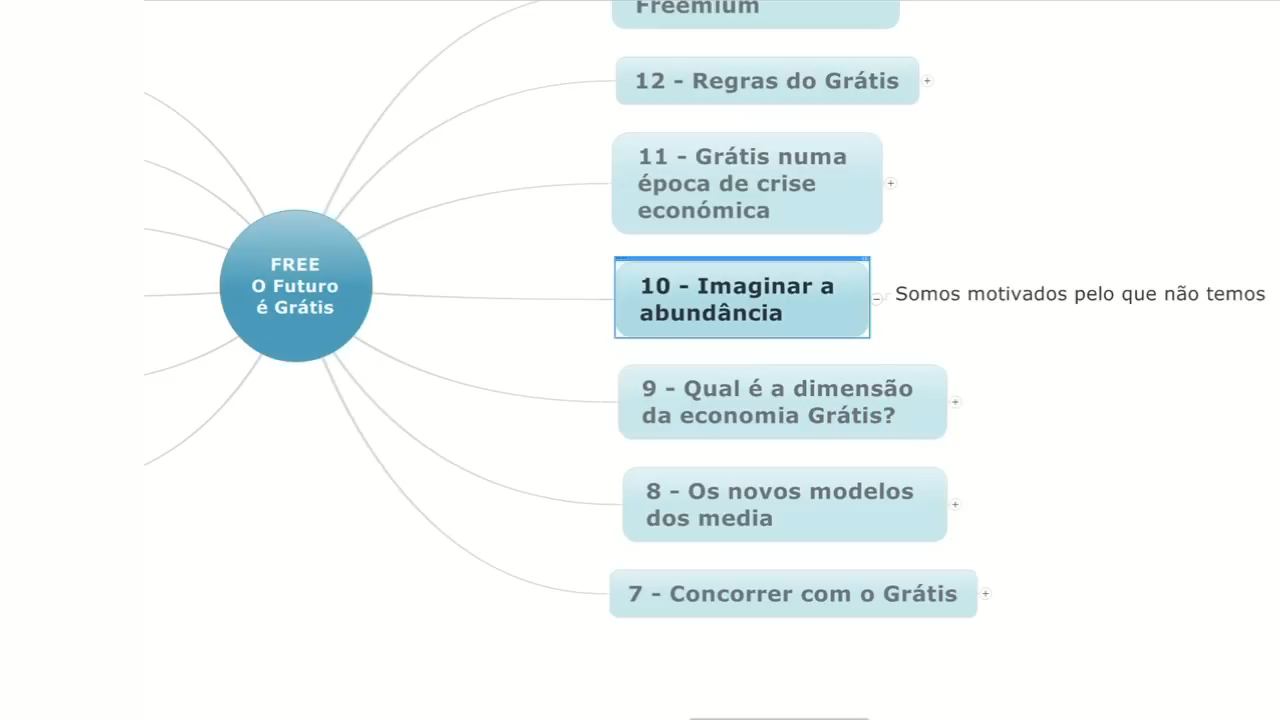 Freemium
12 - Regras do Grátis
11 - Grátis numa
época de crise
económica
FREE
O Futuro
é Grátis
10 - Imaginar a
abundância
Somos motivados pelo que não temos
9 - Qual é a dimensão
da economia Grátis?
8 - Os novos modelos
dos media
7 - Concorrer com o Grátis